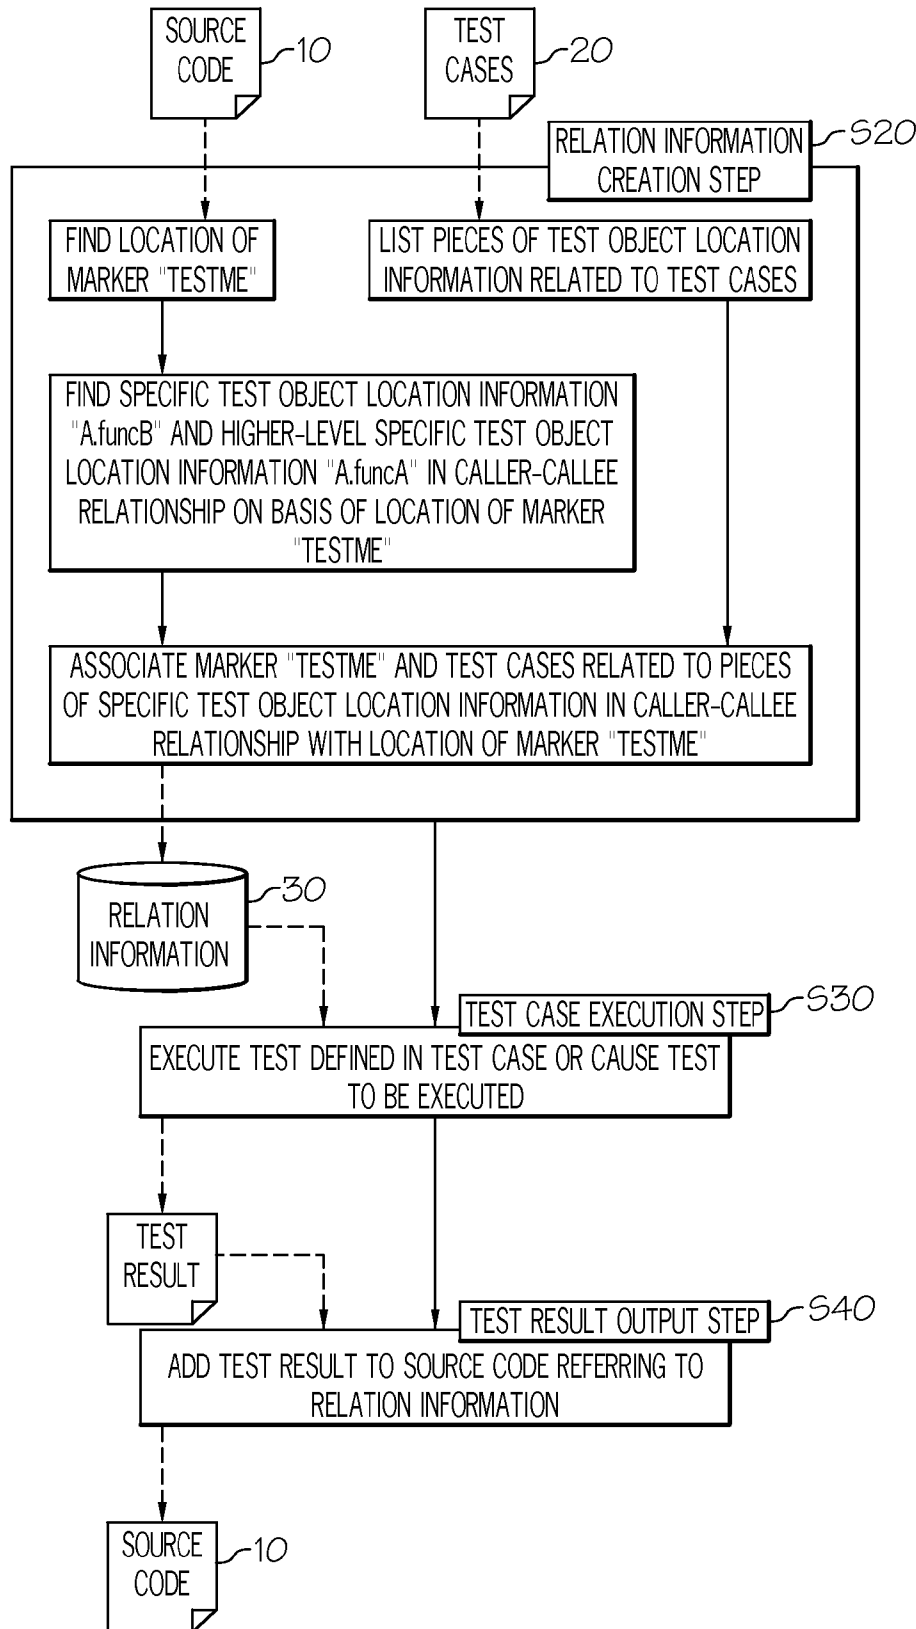 SOURCE
CODE
10
TEST
CASES
20
RELATION INFORMATION
CREATION STEP
S20
FIND LOCATION OF
MARKER "TESTME"
LIST PIECES OF TEST OBJECT LOCATION
INFORMATION RELATED TO TEST CASES
FIND SPECIFIC TEST OBJECT LOCATION INFORMATION
"A.funcB" AND HIGHER-LEVEL SPECIFIC TEST OBJECT
LOCATION INFORMATION "A.funcA" IN CALLER-CALLEE
RELATIONSHIP ON BASIS OF LOCATION OF MARKER
"TESTME"
ASSOCIATE MARKER "TESTME" AND TEST CASES RELATED TO PIECES
OF SPECIFIC TEST OBJECT LOCATION INFORMATION IN CALLER-CALLEE
RELATIONSHIP WITH LOCATION OF MARKER "TESTME"
RELATION
INFORMATION
30
TEST CASE EXECUTION STEP
S30
EXECUTE TEST DEFINED IN TEST CASE OR CAUSE TEST
TO BE EXECUTED
TEST
RESULT
TEST RESULT OUTPUT STEP
S40
ADD TEST RESULT TO SOURCE CODE REFERRING TO
RELATION INFORMATION
SOURCE
CODE
10